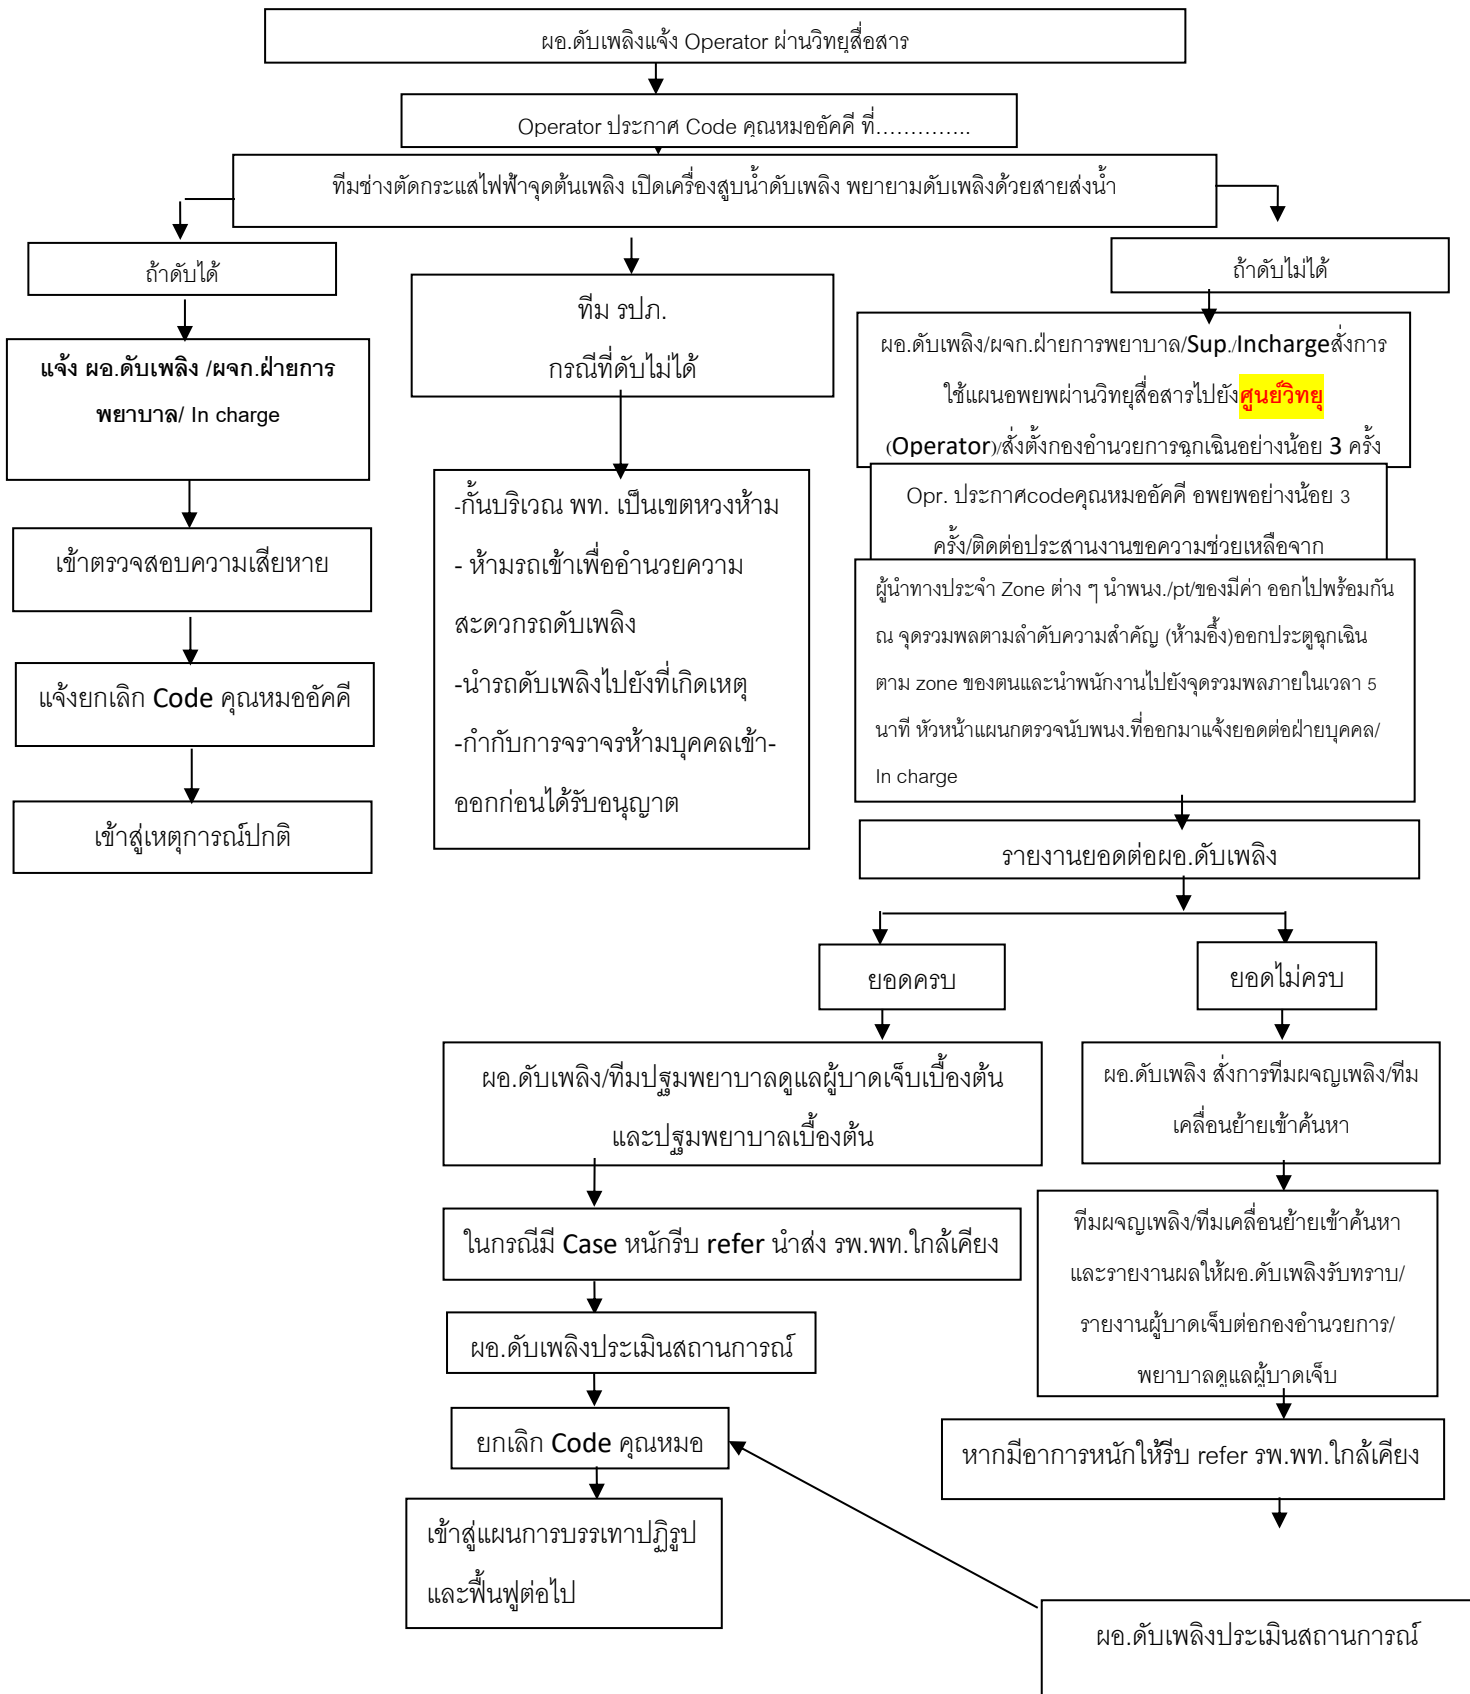 ผอ.ดับเพลิงแจ้ง Operator ผ่านวิทยุสื่อสาร
Operator ประกาศ Code คุณหมออัคคี ที่…………..
ทีมช่างตัดกระแสไฟฟ้าจุดต้นเพลิง เปิดเครื่องสูบน้ำดับเพลิง พยายามดับเพลิงด้วยสายส่งน้ำ
ถ้าดับได้
แจ้ง ผอ.ดับเพลิง /ผจก.ฝ่ายการ
พยาบาล/ In charge
เข้าตรวจสอบความเสียหาย
แจ้งยกเลิก Code คุณหมออัคคี
เข้าสู่เหตุการณ์ปกติ
ทีม รปภ.
กรณีที่ดับไม่ได้
-กั้นบริเวณ พท. เป็นเขตหวงห้าม
- ห้ามรถเข้าเพื่ออำนวยความ
สะดวกรถดับเพลิง
-นำรถดับเพลิงไปยังที่เกิดเหตุ
-กำกับการจราจรห้ามบุคคลเข้า-
ออกก่อนได้รับอนุญาต
ถ้าดับไม่ได้
ผอ.ดับเพลิง/ผจก.ฝ่ายการพยาบาล/Sup./Inchargeสั่งการ
ใช้แผนอพยพผ่านวิทยุสื่อสารไปยังศูนย์วิทยุ
(Operator)/สั่งตั้งกองอำนวยการฉุกเฉินอย่างน้อย 3 ครั้ง
Opr. ประกาศcodeคุณหมออัคคี อพยพอย่างน้อย 3
ครั้ง/ติดต่อประสานงานขอความช่วยเหลือจาก
ผู้นำทางประจำ Zone ต่าง ๆ นำพนง./pt/ของมีค่า ออกไปพร้อมกัน
ณ จุดรวมพลตามลำดับความสำคัญ (ห้ามอึ้ง)ออกประตูฉุกเฉิน
ตาม zone ของตนและนำพนักงานไปยังจุดรวมพลภายในเวลา 5
นาที หัวหน้าแผนกตรวจนับพนง.ที่ออกมาแจ้งยอดต่อฝ่ายบุคคล/
In charge
รายงานยอดต่อผอ.ดับเพลิง
ยอดครบ
ยอดไม่ครบ
ผอ.ดับเพลิง/ทีมปฐมพยาบาลดูแลผู้บาดเจ็บเบื้องต้น
และปฐมพยาบาลเบื้องต้น
ในกรณีมี Case หนักรีบ refer นำส่ง รพ.พท.ใกล้เคียง
ผอ.ดับเพลิงประเมินสถานการณ์
ยกเลิก Code คุณหมอ
เข้าสู่แผนการบรรเทาปฏิรูป
และฟื้นฟูต่อไป
ผอ.ดับเพลิง สั่งการทีมผจญเพลิง/ทีม
เคลื่อนย้ายเข้าค้นหา
ทีมผจญเพลิง/ทีมเคลื่อนย้ายเข้าค้นหา
และรายงานผลให้ผอ.ดับเพลิงรับทราบ/
รายงานผู้บาดเจ็บต่อกองอำนวยการ/
พยาบาลดูแลผู้บาดเจ็บ
หากมีอาการหนักให้รีบ refer รพ.พท.ใกล้เคียง
ผอ.ดับเพลิงประเมินสถานการณ์